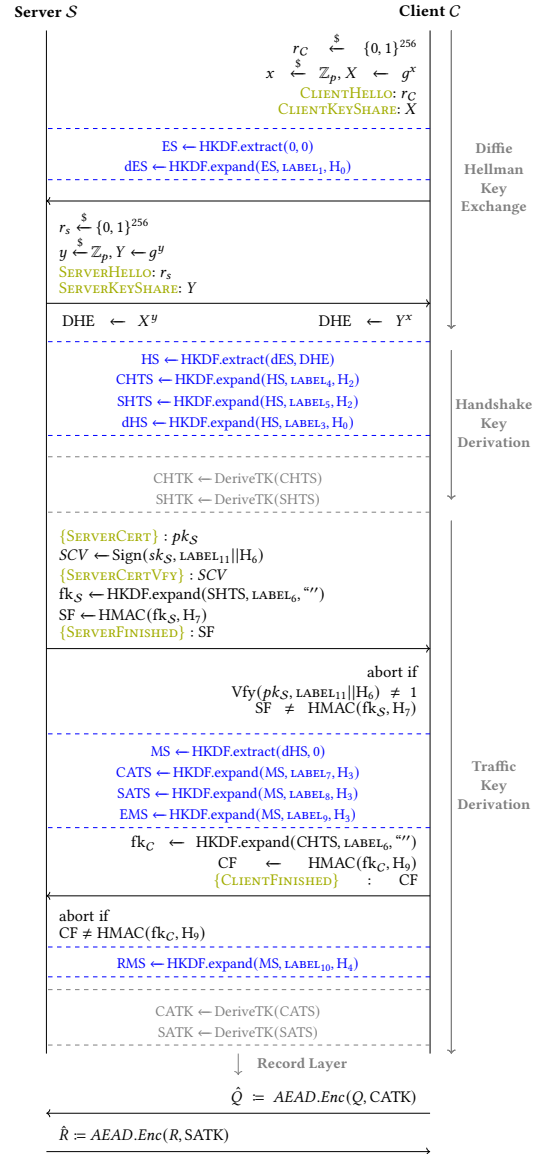 Server 𝒮 Client 𝒞
r_C ←$ {0, 1}^256
x ←$ ℤ_p, X ← g^x
CLIENTHELLO: r_C
CLIENTKEYSHARE: X
ES ← HKDF.extract(0, 0)
dES ← HKDF.expand(ES, LABEL_1, H_0)
Diffie
Hellman
Key
Exchange
r_s ←$ {0, 1}^256
y ←$ ℤ_p, Y ← g^y
SERVERHELLO: r_s
SERVERKEYSHARE: Y
DHE ← X^y DHE ← Y^x
HS ← HKDF.extract(dES, DHE)
CHTS ← HKDF.expand(HS, LABEL_4, H_2)
SHTS ← HKDF.expand(HS, LABEL_5, H_2)
dHS ← HKDF.expand(HS, LABEL_3, H_0)
Handshake
Key
Derivation
CHTK ← DeriveTK(CHTS)
SHTK ← DeriveTK(SHTS)
{SERVERCERT} : pk_𝒮
SCV ← Sign(sk_𝒮, LABEL_11||H_6)
{SERVERCERTVFY} : SCV
fk_𝒮 ← HKDF.expand(SHTS, LABEL_6, “”)
SF ← HMAC(fk_𝒮, H_7)
{SERVERFINISHED} : SF
abort if
Vfy(pk_𝒮, LABEL_11||H_6) ≠ 1
SF ≠ HMAC(fk_𝒮, H_7)
MS ← HKDF.extract(dHS, 0)
CATS ← HKDF.expand(MS, LABEL_7, H_3)
SATS ← HKDF.expand(MS, LABEL_8, H_3)
EMS ← HKDF.expand(MS, LABEL_9, H_3)
Traffic
Key
Derivation
fk_C ← HKDF.expand(CHTS, LABEL_6, “”)
CF ← HMAC(fk_C, H_9)
{CLIENTFINISHED} : CF
abort if
CF ≠ HMAC(fk_C, H_9)
RMS ← HKDF.expand(MS, LABEL_10, H_4)
CATK ← DeriveTK(CATS)
SATK ← DeriveTK(SATS)
Record Layer
Q̂ ≔ AEAD.Enc(Q, CATK)
R̂ ≔ AEAD.Enc(R, SATK)